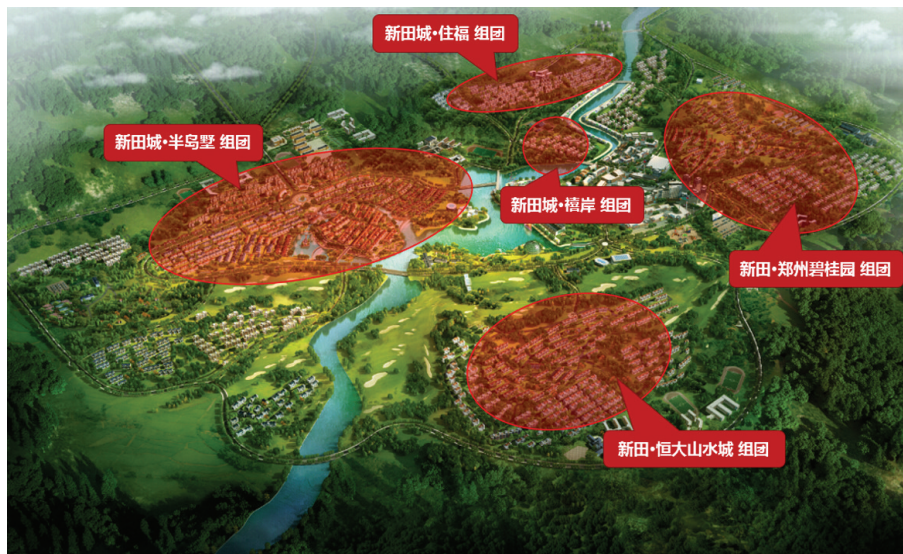 新田城·住福 组团
新田城·半岛墅 组团
新田城·禧岸 组团
新田·郑州碧桂园 组团
新田·恒大山水城 组团